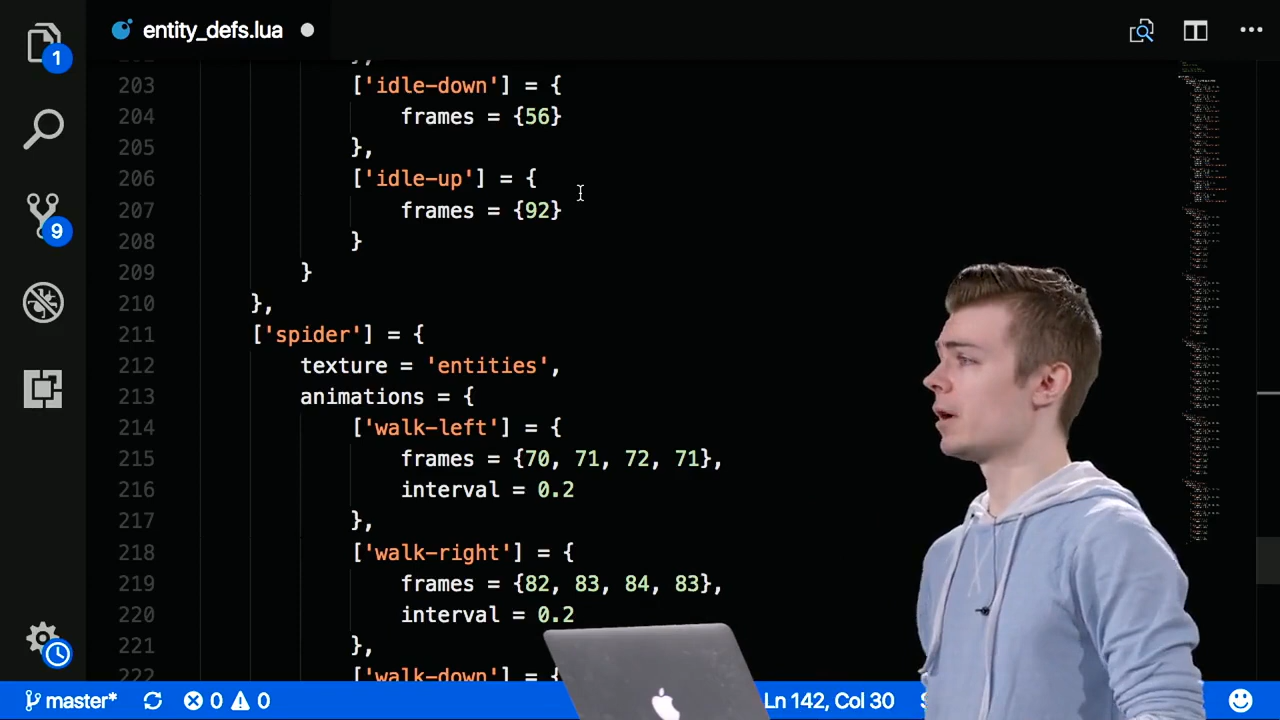 entity_defs.lua
1
9
203 ['idle-down'] = {
204 frames = {56}
205 },
206 ['idle-up'] = {
207 frames = {92}
208 }
209 }
210 },
211 ['spider'] = {
212 texture = 'entities',
213 animations = {
214 ['walk-left'] = {
215 frames = {70, 71, 72, 71},
216 interval = 0.2
217 },
218 ['walk-right'] = {
219 frames = {82, 83, 84, 83},
220 interval = 0.2
221 },
222 ['walk-down'] = {
master* 0 0 Ln 142, Col 30